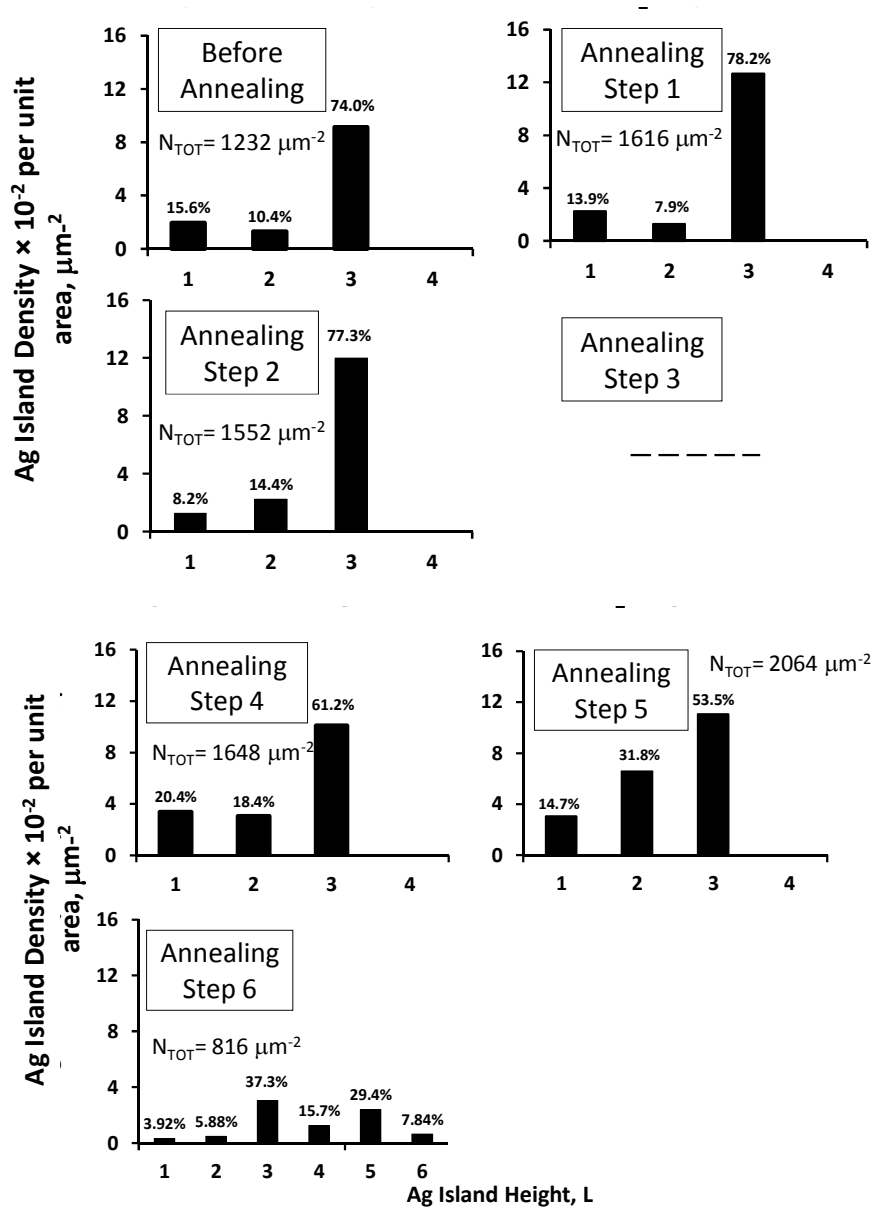 Ag Island Density × 10⁻² per unit
area, μm-²
Before
Annealing
N_TOT= 1232 μm⁻²
16
12
8
4
0
15.6%
10.4%
74.0%
1 2 3 4
Annealing
Step 1
N_TOT= 1616 μm⁻²
16
12
8
4
0
13.9%
7.9%
78.2%
1 2 3 4
Annealing
Step 2
N_TOT= 1552 μm⁻²
16
12
8
4
0
8.2%
14.4%
77.3%
1 2 3 4
Annealing
Step 3
— — — — —
Ag Island Density × 10⁻² per unit
area, μm-²
Annealing
Step 4
N_TOT= 1648 μm⁻²
16
12
8
4
0
20.4%
18.4%
61.2%
1 2 3 4
Annealing
Step 5
N_TOT= 2064 μm⁻²
16
12
8
4
0
14.7%
31.8%
53.5%
1 2 3 4
Annealing
Step 6
N_TOT= 816 μm⁻²
16
12
8
4
0
3.92%
5.88%
37.3%
15.7%
29.4%
7.84%
1 2 3 4 5 6
Ag Island Height, L